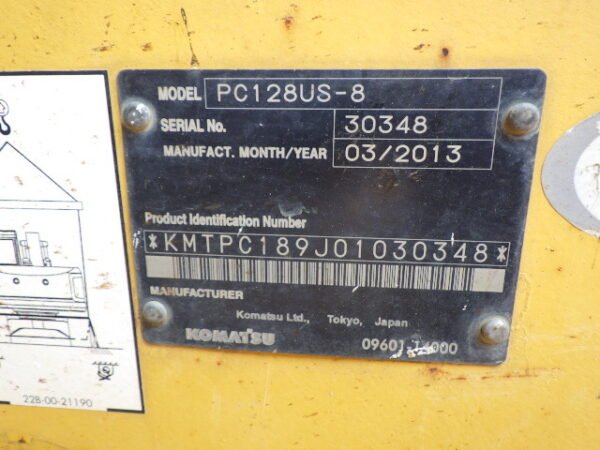 MODEL PC128US-8
SERIAL No. 30348
MANUFACT. MONTH/YEAR 03/2013
Product Identification Number
*KMTPC189J01030348*
MANUFACTURER
Komatsu Ltd., Tokyo, Japan
KOMATSU
22B-00-21190